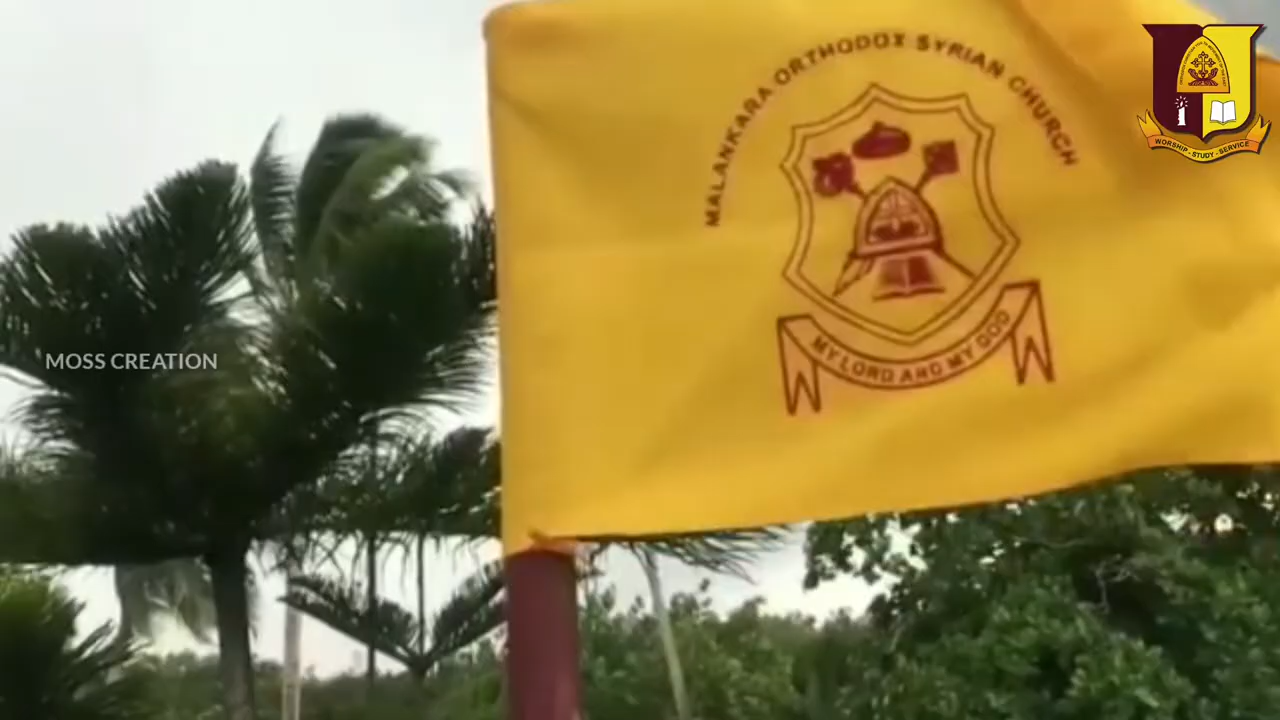 MALANKARA ORTHODOX SYRIAN CHURCH
MY LORD AND MY GOD
MOSS CREATION
WORSHIP - STUDY - SERVICE